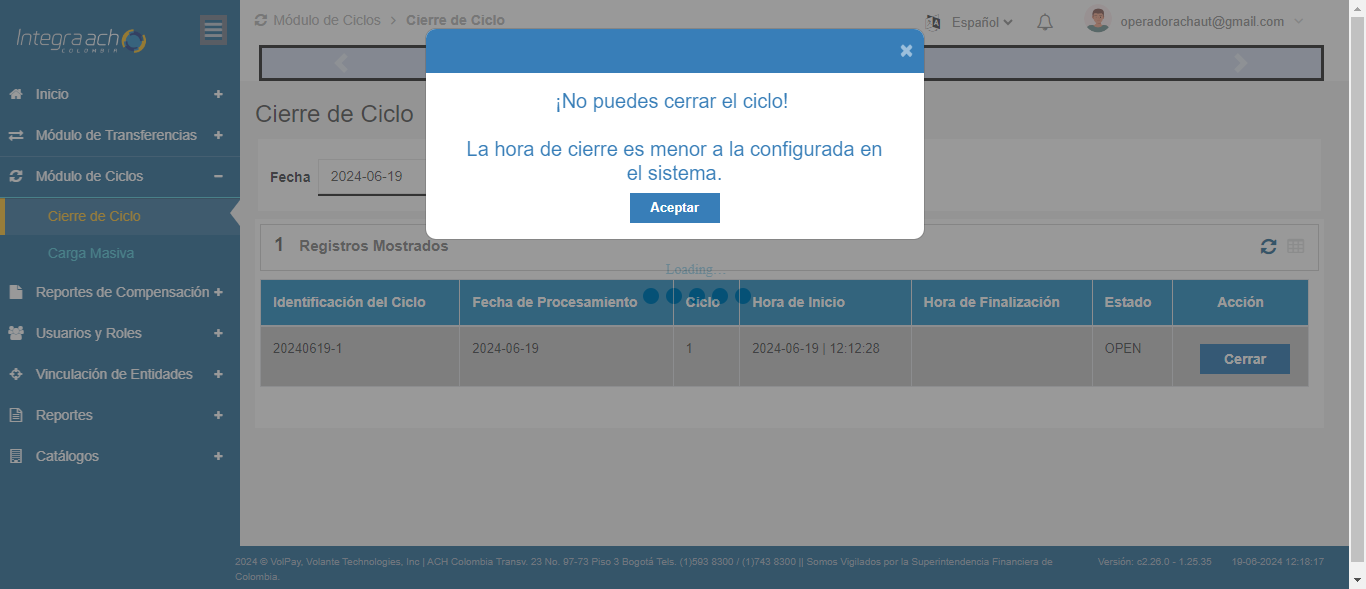 Integra ach
COLOMBIA
Módulo de Ciclos > Cierre de Ciclo
Español
operadorachaut@gmail.com
Inicio
Módulo de Transferencias
Módulo de Ciclos
Cierre de Ciclo
Carga Masiva
Reportes de Compensación
Usuarios y Roles
Vinculación de Entidades
Reportes
Catálogos
Cierre de Ciclo
¡No puedes cerrar el ciclo!
La hora de cierre es menor a la configurada en
el sistema.
Aceptar
Fecha 2024-06-19
1 Registros Mostrados
Loading...
Identificación del Ciclo Fecha de Procesamiento Ciclo Hora de Inicio Hora de Finalización Estado Acción
20240619-1 2024-06-19 1 2024-06-19 | 12:12:28 OPEN Cerrar
2024 © VolPay, Volante Technologies, Inc | ACH Colombia Transv. 23 No. 97-73 Piso 3 Bogotá Tels. (1)593 8300 / (1)743 8300 || Somos Vigilados por la Superintendencia Financiera de
Colombia.
Versión: c2.26.0 - 1.25.35 19-06-2024 12:18:17